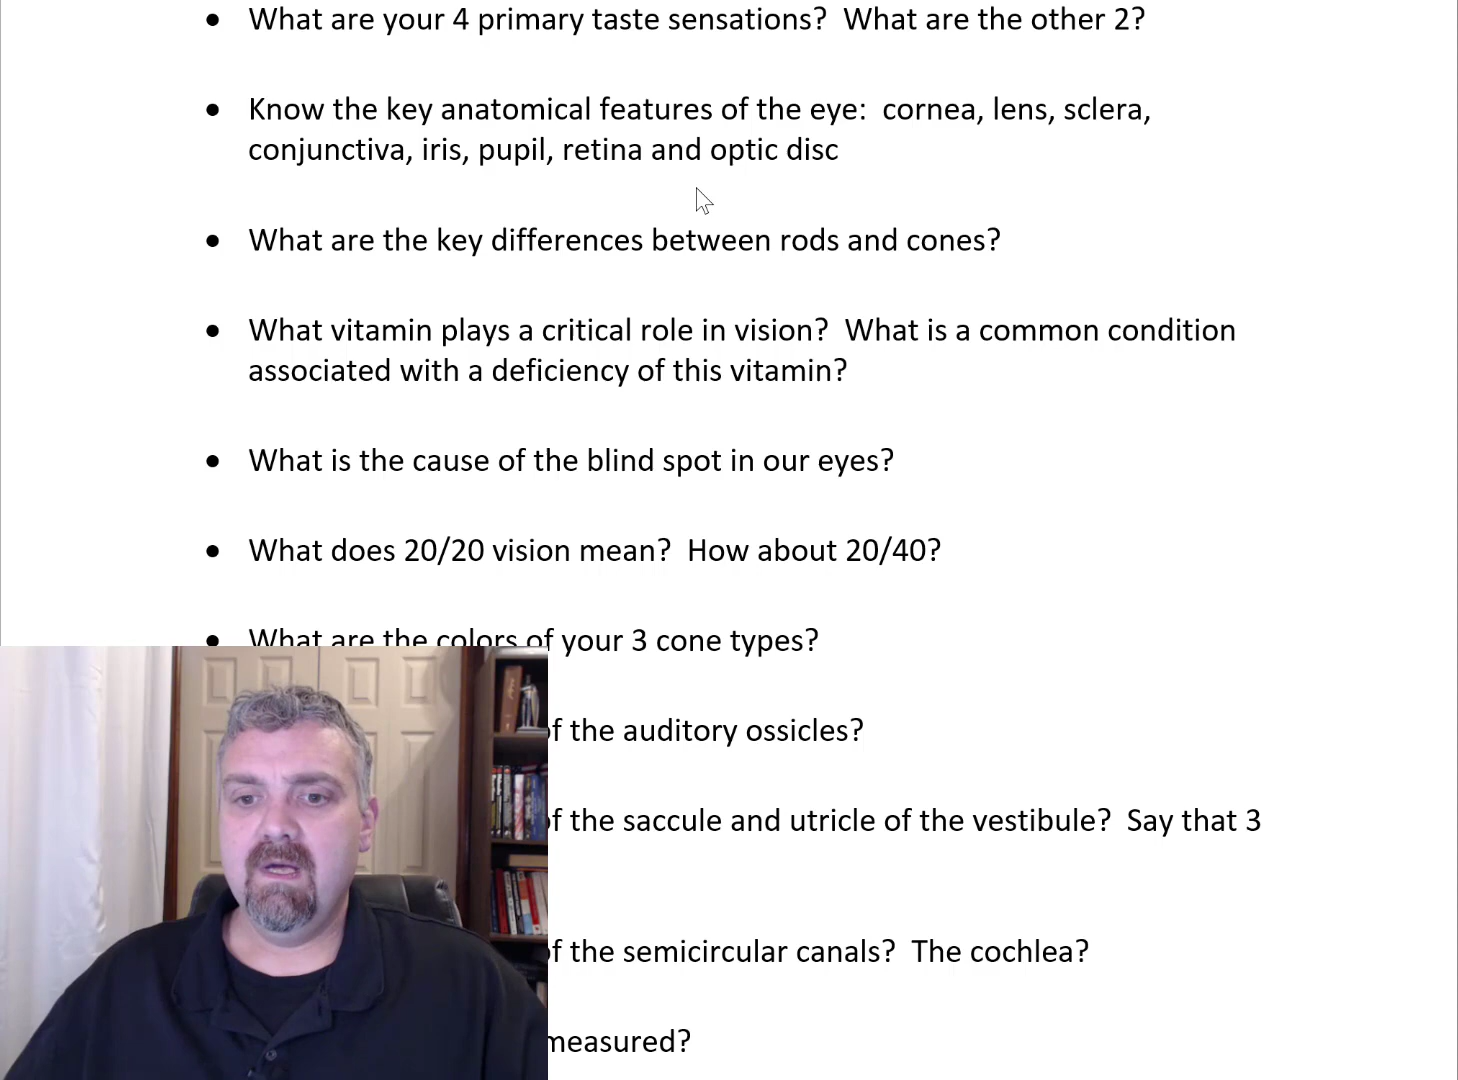 • What are your 4 primary taste sensations?  What are the other 2?
• Know the key anatomical features of the eye:  cornea, lens, sclera,
conjunctiva, iris, pupil, retina and optic disc
• What are the key differences between rods and cones?
• What vitamin plays a critical role in vision?  What is a common condition
associated with a deficiency of this vitamin?
• What is the cause of the blind spot in our eyes?
• What does 20/20 vision mean?  How about 20/40?
• What are the colors of your 3 cone types?
of the auditory ossicles?
of the saccule and utricle of the vestibule?  Say that 3
of the semicircular canals?  The cochlea?
measured?